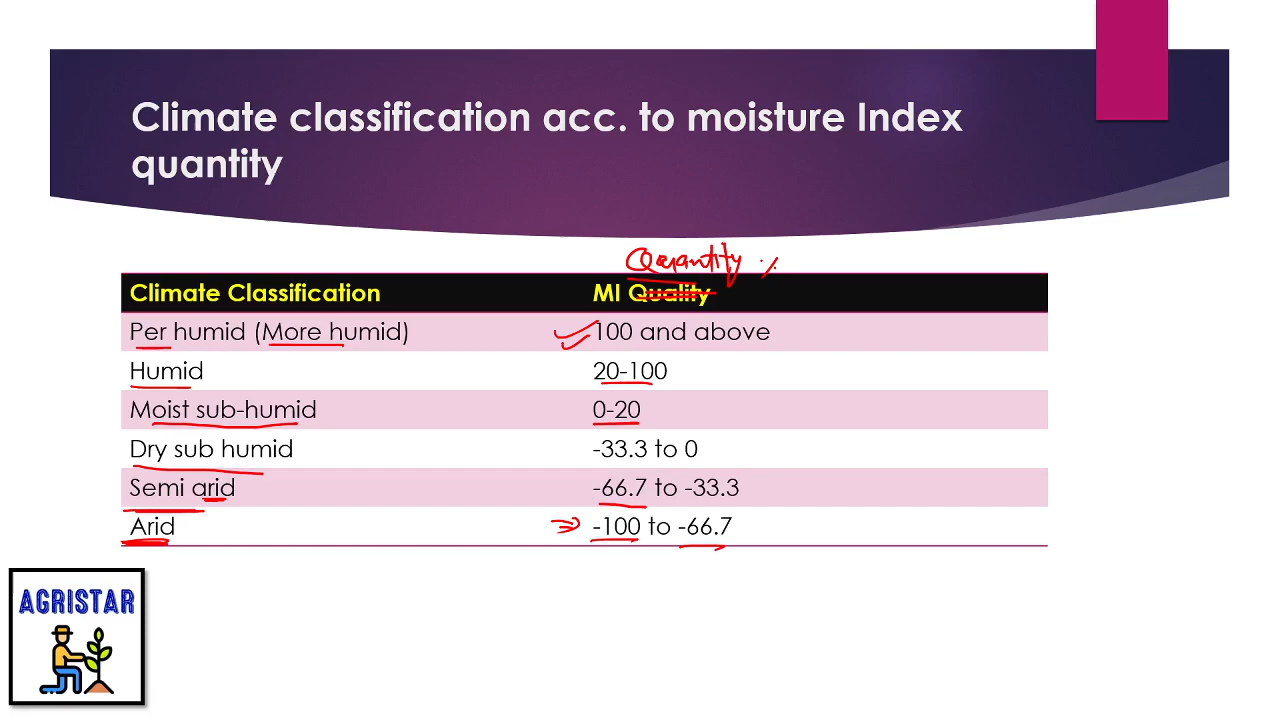 Climate classification acc. to moisture Index
quantity
Quantity %
Climate Classification MI Quality
Per humid (More humid) 100 and above
Humid 20-100
Moist sub-humid 0-20
Dry sub humid -33.3 to 0
Semi arid -66.7 to -33.3
Arid -100 to -66.7
AGRISTAR